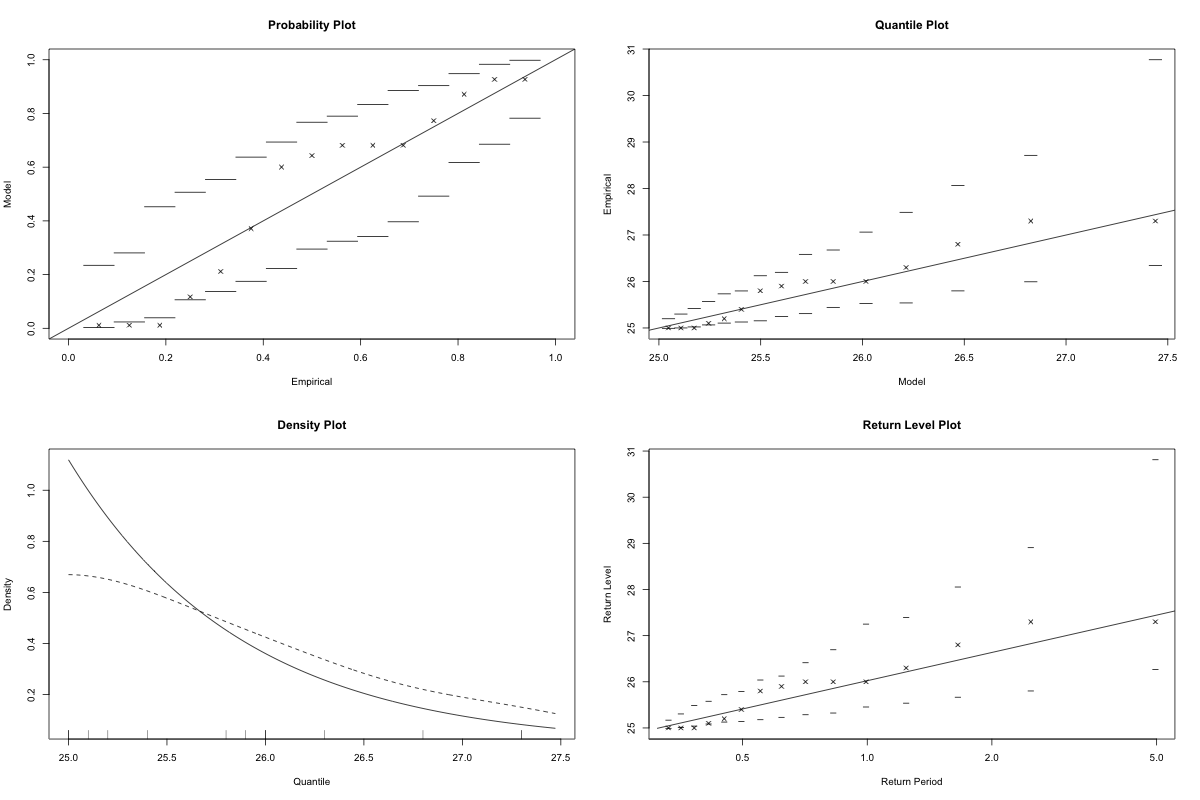 Probability Plot
Model
1.0
0.8
0.6
0.4
0.2
0.0
0.0 0.2 0.4 0.6 0.8 1.0
Empirical
Quantile Plot
Empirical
31
30
29
28
27
26
25
25.0 25.5 26.0 26.5 27.0 27.5
Model
Density Plot
Density
1.0
0.8
0.6
0.4
0.2
25.0 25.5 26.0 26.5 27.0 27.5
Quantile
Return Level Plot
Return Level
31
30
29
28
27
26
25
0.5 1.0 2.0 5.0
Return Period